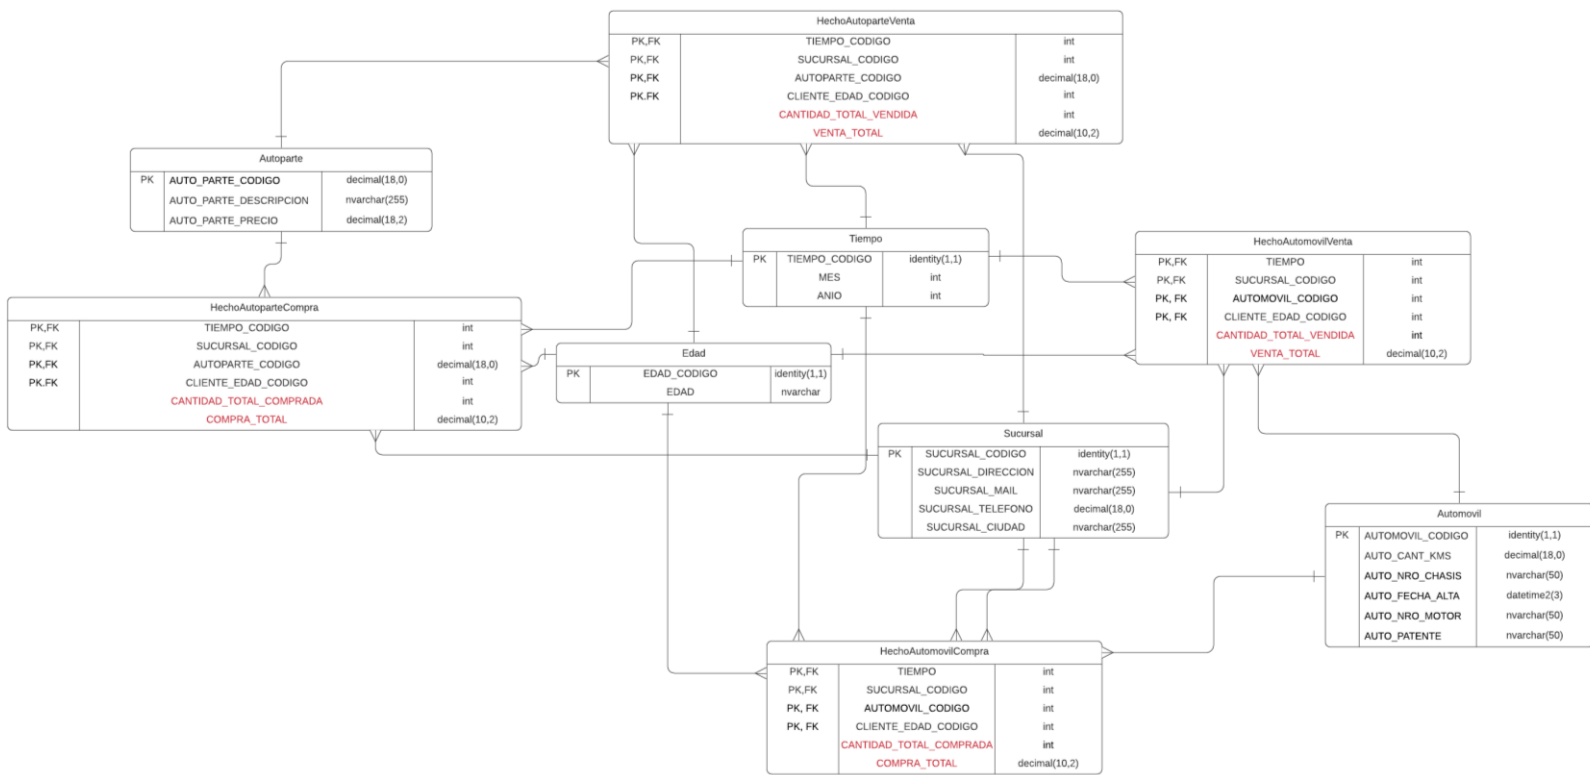 HechoAutoparteVenta
PK,FK TIEMPO_CODIGO int
PK,FK SUCURSAL_CODIGO int
PK,FK AUTOPARTE_CODIGO decimal(18,0)
PK.FK CLIENTE_EDAD_CODIGO int
CANTIDAD_TOTAL_VENDIDA int
VENTA_TOTAL decimal(10,2)
Autoparte
PK AUTO_PARTE_CODIGO decimal(18,0)
AUTO_PARTE_DESCRIPCION nvarchar(255)
AUTO_PARTE_PRECIO decimal(18,2)
Tiempo
PK TIEMPO_CODIGO identity(1,1)
MES int
ANIO int
HechoAutomovilVenta
PK,FK TIEMPO int
PK,FK SUCURSAL_CODIGO int
PK, FK AUTOMOVIL_CODIGO int
PK, FK CLIENTE_EDAD_CODIGO int
CANTIDAD_TOTAL_VENDIDA int
VENTA_TOTAL decimal(10,2)
HechoAutoparteCompra
PK,FK TIEMPO_CODIGO int
PK,FK SUCURSAL_CODIGO int
PK,FK AUTOPARTE_CODIGO decimal(18,0)
PK.FK CLIENTE_EDAD_CODIGO int
CANTIDAD_TOTAL_COMPRADA int
COMPRA_TOTAL decimal(10,2)
Edad
PK EDAD_CODIGO identity(1,1)
EDAD nvarchar
Sucursal
PK SUCURSAL_CODIGO identity(1,1)
SUCURSAL_DIRECCION nvarchar(255)
SUCURSAL_MAIL nvarchar(255)
SUCURSAL_TELEFONO decimal(18,0)
SUCURSAL_CIUDAD nvarchar(255)
Automovil
PK AUTOMOVIL_CODIGO identity(1,1)
AUTO_CANT_KMS decimal(18,0)
AUTO_NRO_CHASIS nvarchar(50)
AUTO_FECHA_ALTA datetime2(3)
AUTO_NRO_MOTOR nvarchar(50)
AUTO_PATENTE nvarchar(50)
HechoAutomovilCompra
PK,FK TIEMPO int
PK,FK SUCURSAL_CODIGO int
PK, FK AUTOMOVIL_CODIGO int
PK, FK CLIENTE_EDAD_CODIGO int
CANTIDAD_TOTAL_COMPRADA int
COMPRA_TOTAL decimal(10,2)